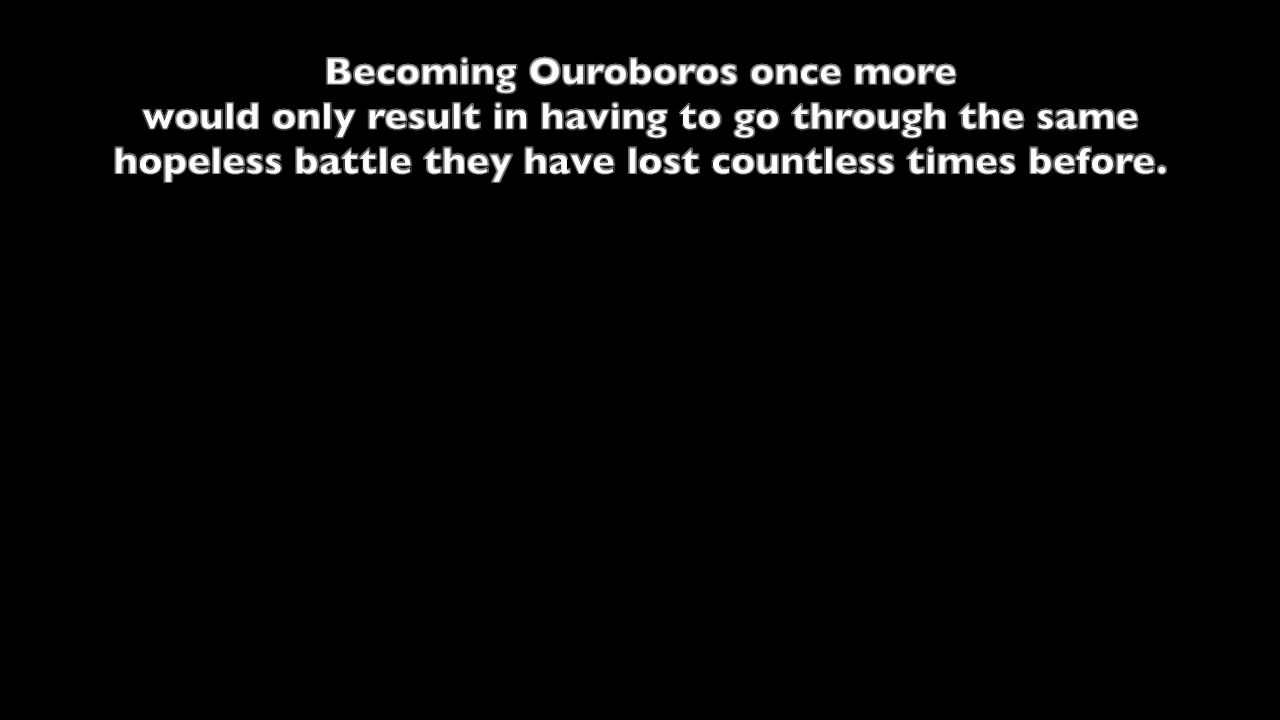 Becoming Ouroboros once more
would only result in having to go through the same
hopeless battle they have lost countless times before.